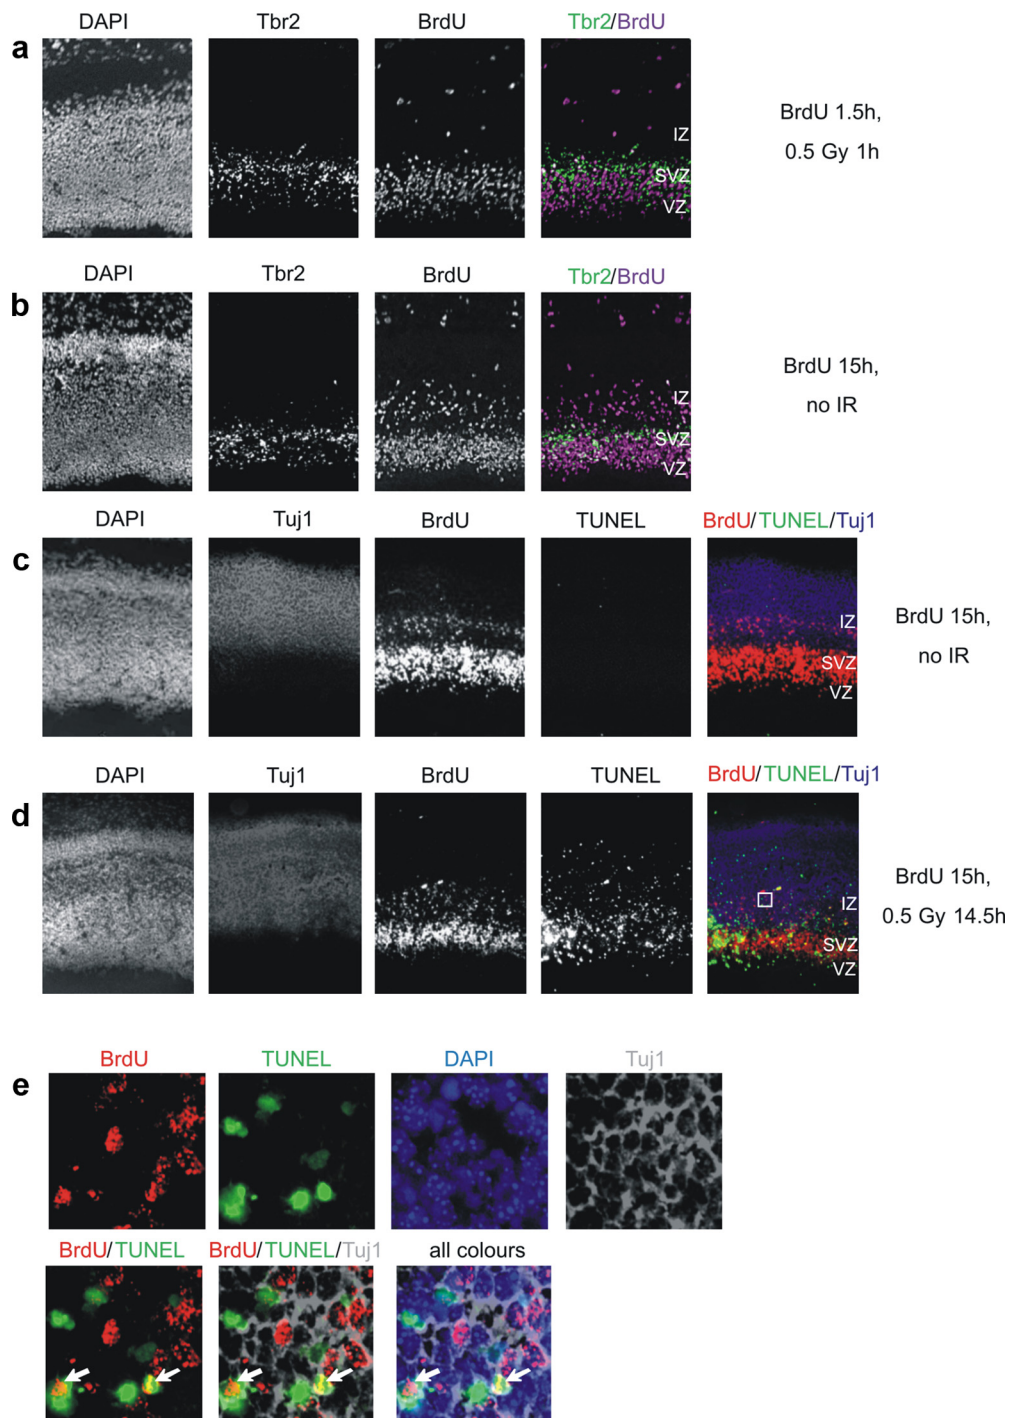 a
DAPI
Tbr2
BrdU
Tbr2/BrdU
IZ
SVZ
VZ
BrdU 1.5h,
0.5 Gy 1h
b
DAPI
Tbr2
BrdU
Tbr2/BrdU
IZ
SVZ
VZ
BrdU 15h,
no IR
c
DAPI
Tuj1
BrdU
TUNEL
BrdU/TUNEL/Tuj1
IZ
SVZ
VZ
BrdU 15h,
no IR
d
DAPI
Tuj1
BrdU
TUNEL
BrdU/TUNEL/Tuj1
IZ
SVZ
VZ
BrdU 15h,
0.5 Gy 14.5h
e
BrdU
TUNEL
DAPI
Tuj1
BrdU/TUNEL
BrdU/TUNEL/Tuj1
all colours